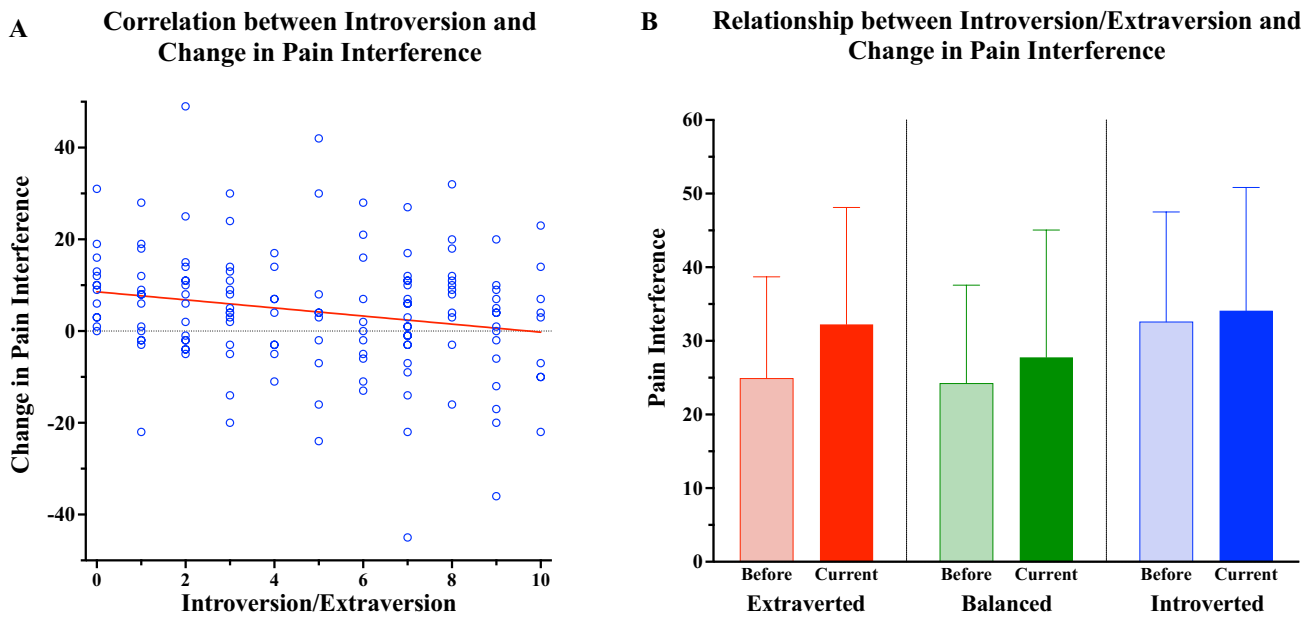 A
Correlation between Introversion and
Change in Pain Interference
Change in Pain Interference
40
20
0
-20
-40
0 2 4 6 8 10
Introversion/Extraversion
B
Relationship between Introversion/Extraversion and
Change in Pain Interference
Pain Interference
60
50
40
30
20
10
0
Before Current Before Current Before Current
Extraverted Balanced Introverted